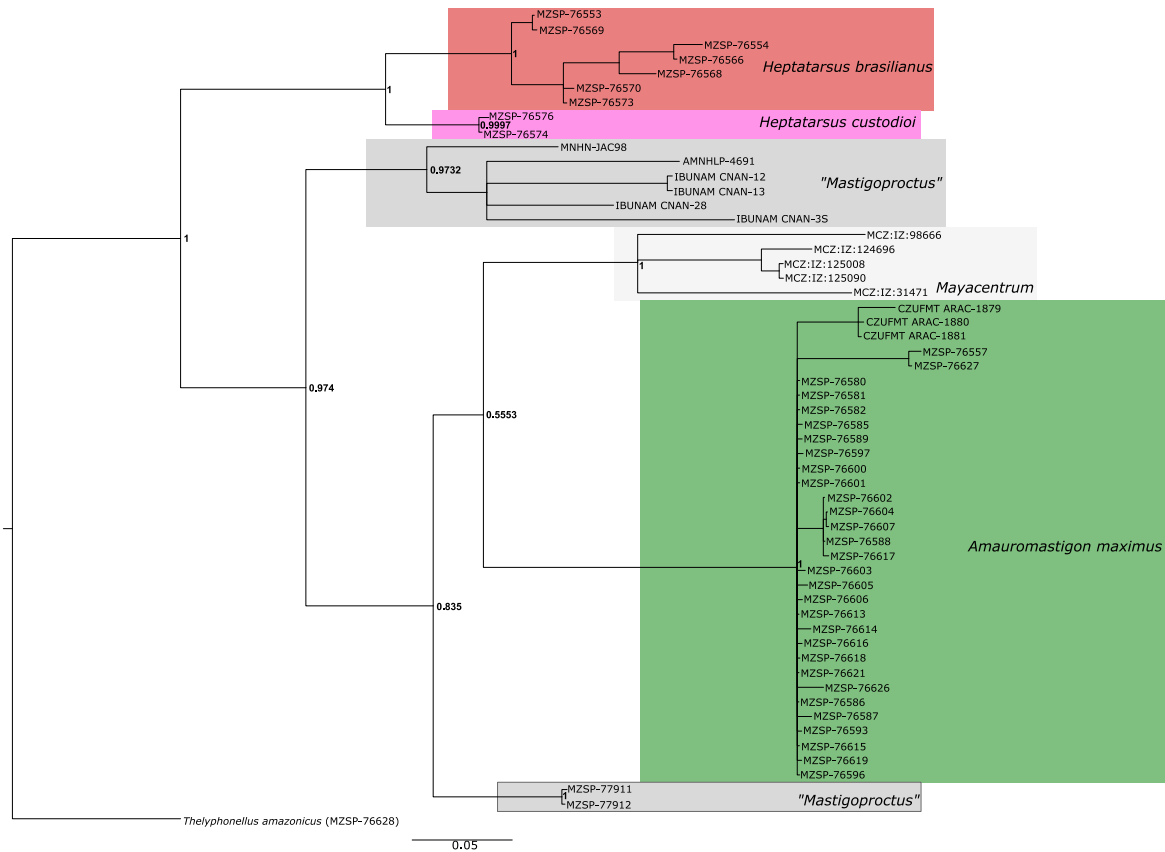 MZSP-76553
MZSP-76569
1
MZSP-76554
MZSP-76566
Heptatarsus brasilianus
MZSP-76568
MZSP-76570
1
MZSP-76573
MZSP-76576
0.9997
Heptatarsus custodioi
MZSP-76574
MNHN-JAC98
0.9732
AMNHLP-4691
IBUNAM CNAN-12
"Mastigoproctus"
IBUNAM CNAN-13
IBUNAM CNAN-28
IBUNAM CNAN-3S
MCZ:IZ:98666
1
MCZ:IZ:124696
1
MCZ:IZ:125008
MCZ:IZ:125090
Mayacentrum
MCZ:IZ:31471
CZUFMT ARAC-1879
CZUFMT ARAC-1880
CZUFMT ARAC-1881
MZSP-76557
MZSP-76627
MZSP-76580
0.974
MZSP-76581
MZSP-76582
0.5553
MZSP-76585
MZSP-76589
MZSP-76597
MZSP-76600
MZSP-76601
MZSP-76602
MZSP-76604
MZSP-76607
MZSP-76588
Amauromastigon maximus
MZSP-76617
1
MZSP-76603
MZSP-76605
MZSP-76606
0.835
MZSP-76613
MZSP-76614
MZSP-76616
MZSP-76618
MZSP-76621
MZSP-76626
MZSP-76586
MZSP-76587
MZSP-76593
MZSP-76615
MZSP-76619
MZSP-76596
MZSP-77911
1
"Mastigoproctus"
MZSP-77912
Thelyphonellus amazonicus (MZSP-76628)
0.05